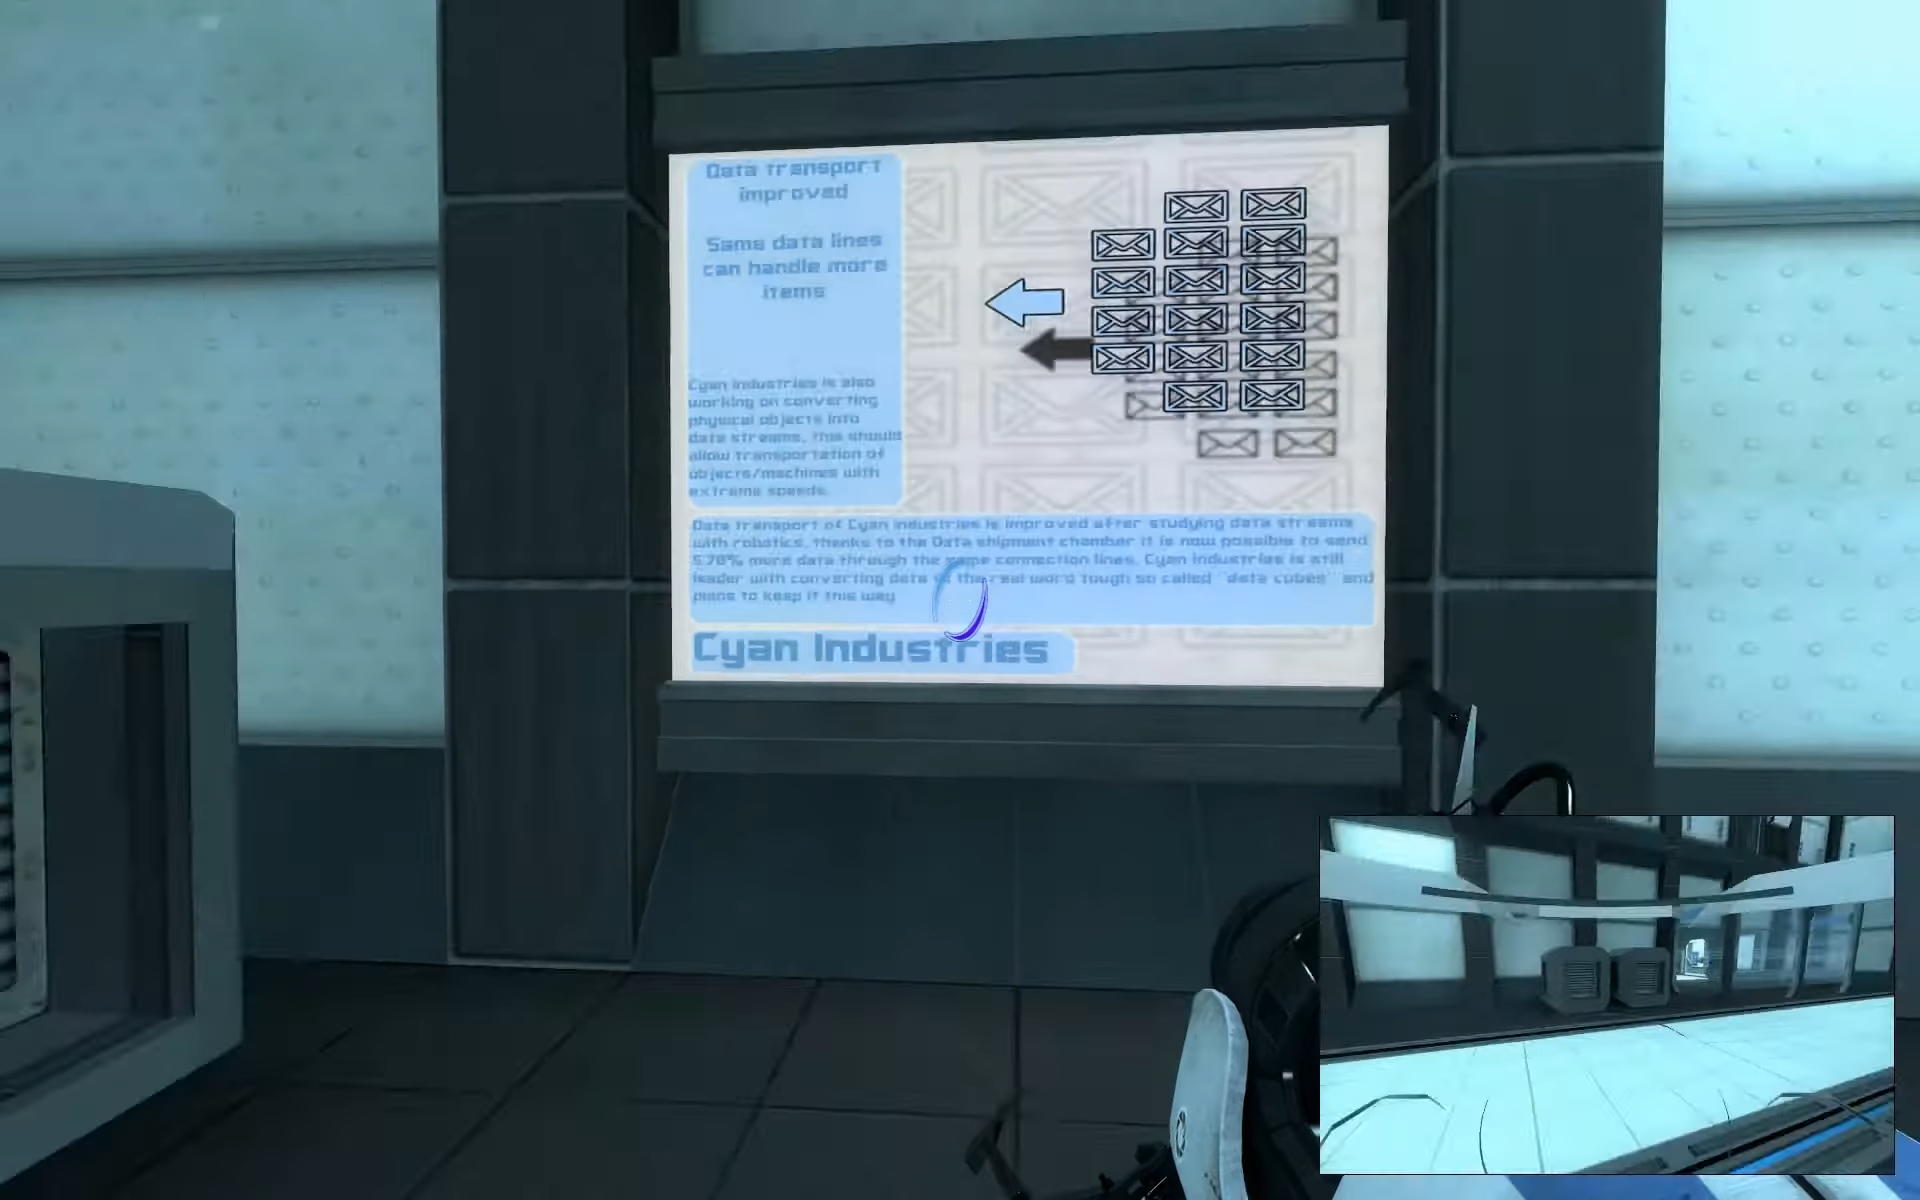 Data transport
improved
Same data lines
can handle more
items
Cyan Industries is also
working on converting
physical objects into
data streams, this should
allow transportation of
objects/machines with
extreme speeds.
Data transport of Cyan Industries is improved after studying data streams
with robotics, thanks to the Data shipment chamber it is now possible to send
5.78% more data through the same connection lines. Cyan Industries is still
leader with converting data of the real word tough so called "data cubes" and
plans to keep it this way
Cyan Industries